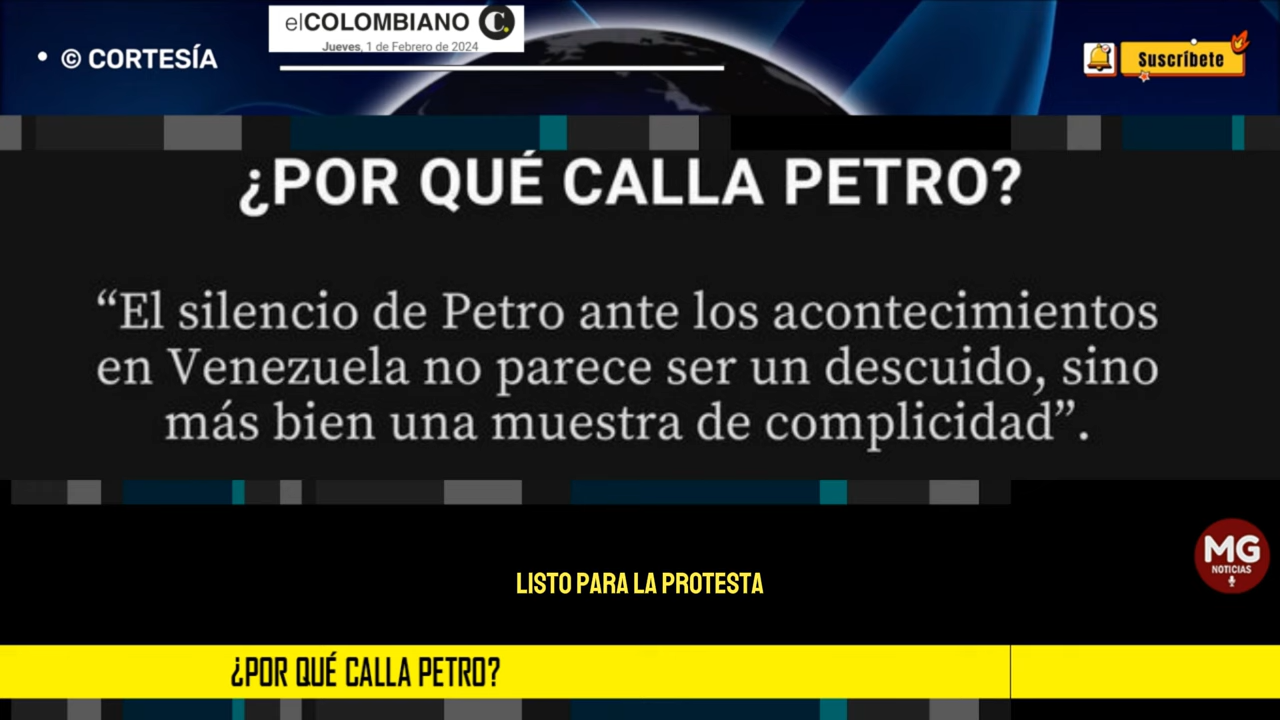 elCOLOMBIANO C.
Jueves, 1 de Febrero de 2024
• © CORTESÍA
Suscríbete
¿POR QUÉ CALLA PETRO?
“El silencio de Petro ante los acontecimientos
en Venezuela no parece ser un descuido, sino
más bien una muestra de complicidad”.
MG
NOTICIAS
LISTO PARA LA PROTESTA
¿POR QUÉ CALLA PETRO?